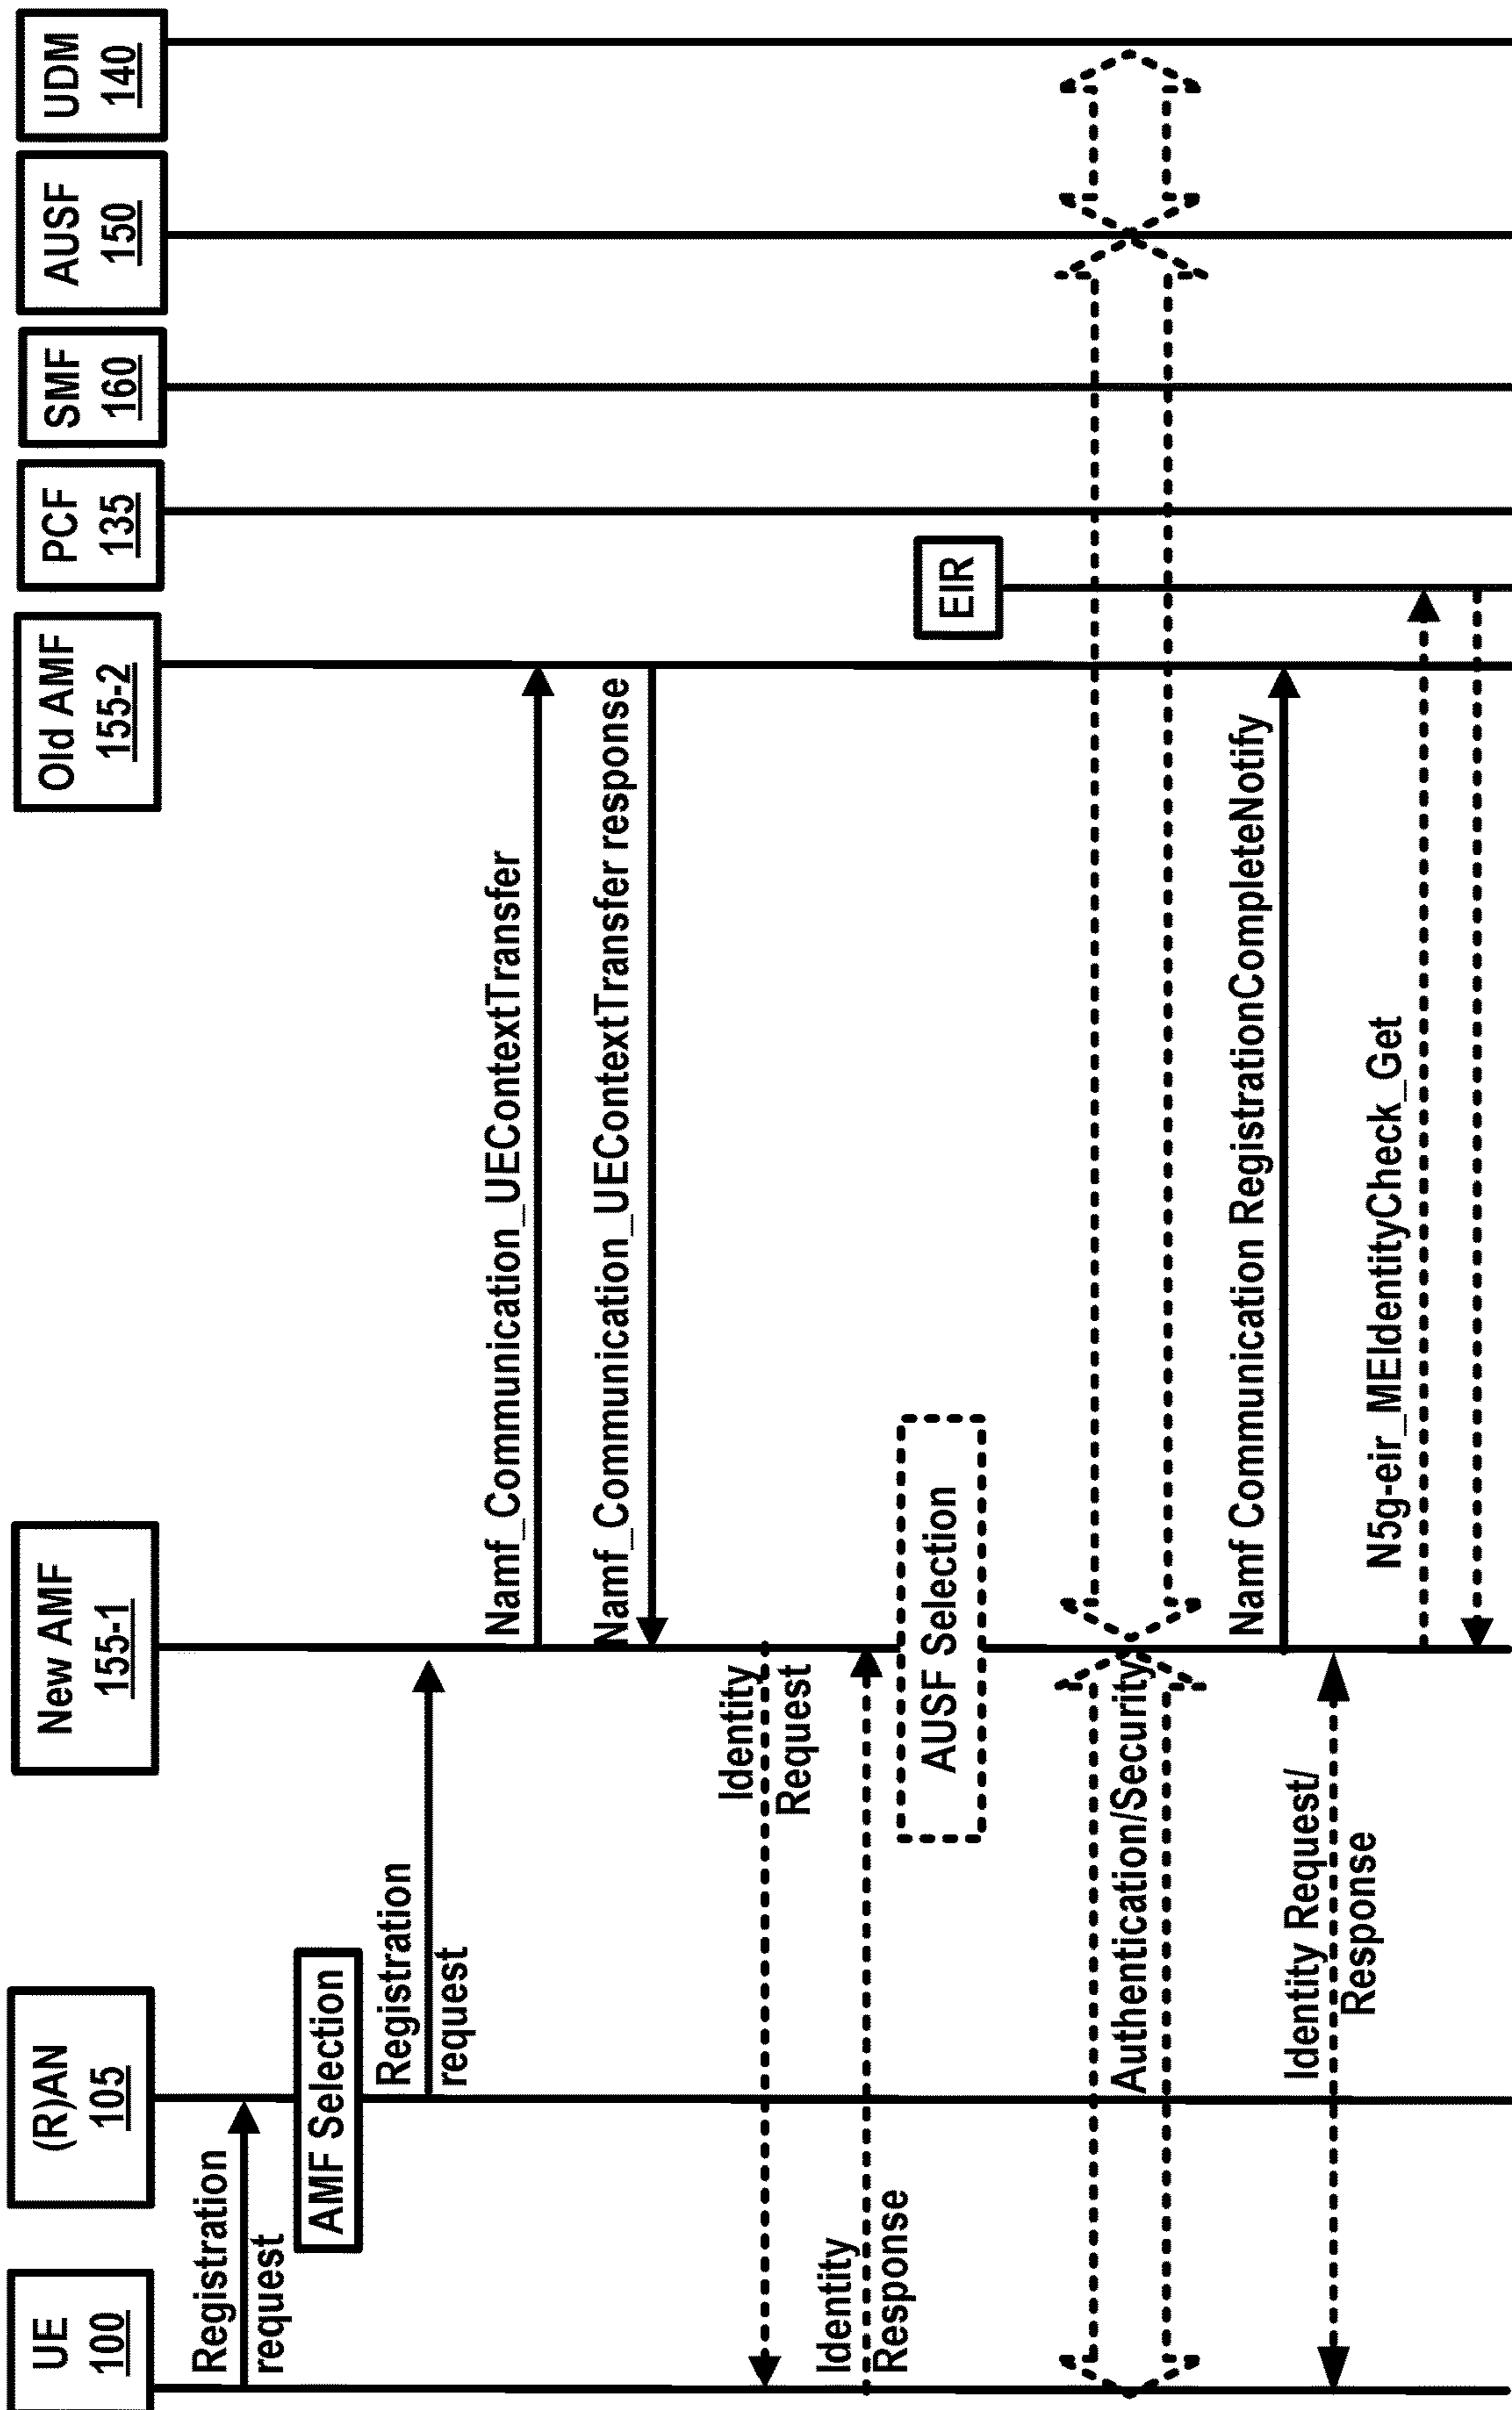 UE
100
(R)AN
105
New AMF
155-1
Old AMF
155-2
PCF
135
SMF
160
AUSF
150
UDM
140
Registration
request
AMF Selection
Registration
request
Namf_Communication_UEContextTransfer
Namf_Communication_UEContextTransfer response
Identity
Request
Identity
Response
AUSF Selection
EIR
Authentication/Security
Namf Communication RegistrationCompleteNotify
Identity Request/
Response
N5g-eir_MEIdentityCheck_Get